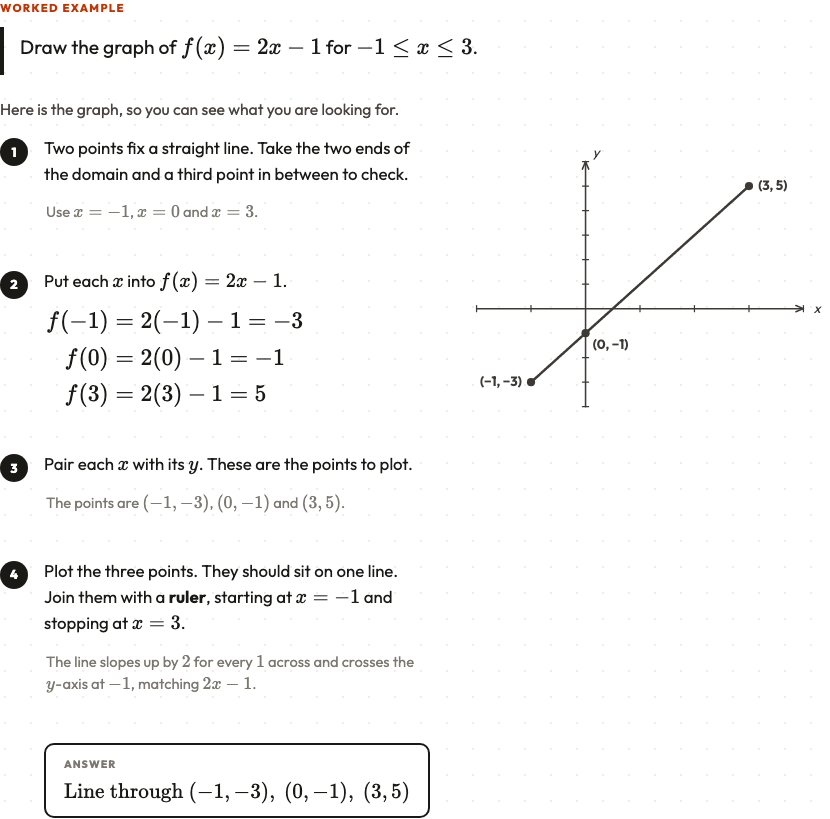 WORKED EXAMPLE
Draw the graph of f(x) = 2x − 1 for −1 ≤ x ≤ 3.
Here is the graph, so you can see what you are looking for.
1 Two points fix a straight line. Take the two ends of
the domain and a third point in between to check.
Use x = −1, x = 0 and x = 3.
2 Put each x into f(x) = 2x − 1.
f(−1) = 2(−1) − 1 = −3
f(0) = 2(0) − 1 = −1
f(3) = 2(3) − 1 = 5
3 Pair each x with its y. These are the points to plot.
The points are (−1, −3), (0, −1) and (3, 5).
4 Plot the three points. They should sit on one line.
Join them with a ruler, starting at x = −1 and
stopping at x = 3.
The line slopes up by 2 for every 1 across and crosses the
y-axis at −1, matching 2x − 1.
ANSWER
Line through (−1, −3), (0, −1), (3, 5)
y
(3, 5)
x
(0, −1)
(−1, −3)